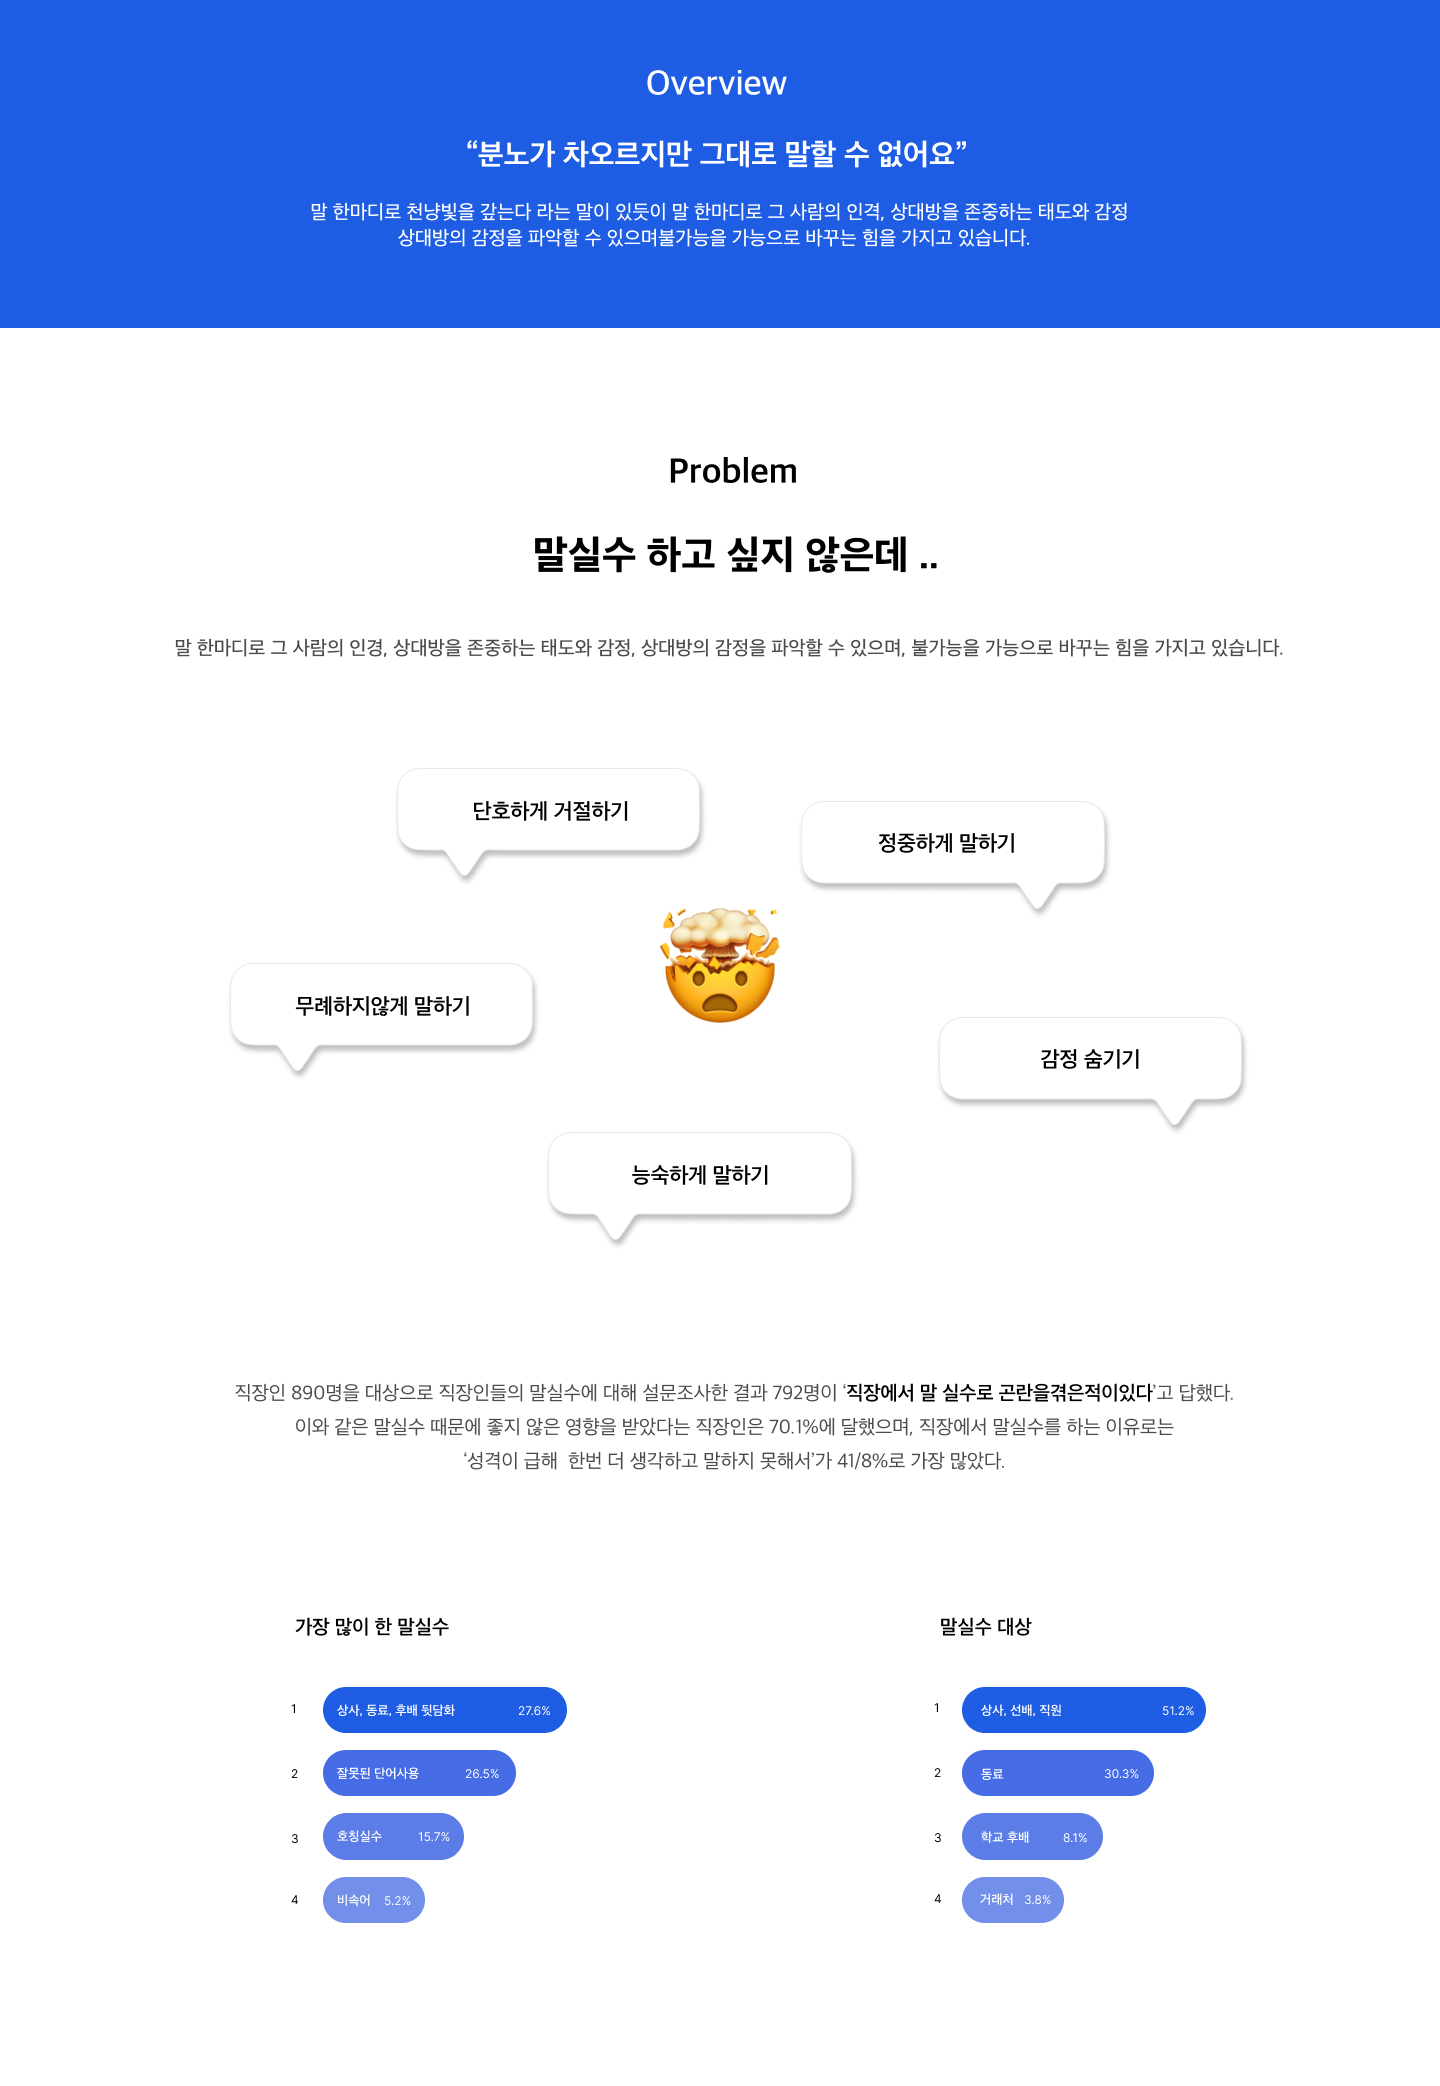 Overview
“분노가 차오르지만 그대로 말할 수 없어요”
말 한마디로 천냥빛을 갚는다 라는 말이 있듯이 말 한마디로 그 사람의 인격, 상대방을 존중하는 태도와 감정
상대방의 감정을 파악할 수 있으며불가능을 가능으로 바꾸는 힘을 가지고 있습니다.
Problem
말실수 하고 싶지 않은데 ..
말 한마디로 그 사람의 인경, 상대방을 존중하는 태도와 감정, 상대방의 감정을 파악할 수 있으며, 불가능을 가능으로 바꾸는 힘을 가지고 있습니다.
단호하게 거절하기
정중하게 말하기
무례하지않게 말하기
감정 숨기기
능숙하게 말하기
직장인 890명을 대상으로 직장인들의 말실수에 대해 설문조사한 결과 792명이 ‘직장에서 말 실수로 곤란을겪은적이있다’고 답했다.
이와 같은 말실수 때문에 좋지 않은 영향을 받았다는 직장인은 70.1%에 달했으며, 직장에서 말실수를 하는 이유로는
‘성격이 급해  한번 더 생각하고 말하지 못해서’가 41/8%로 가장 많았다.
가장 많이 한 말실수
1 상사, 동료, 후배 뒷담화 27.6%
2 잘못된 단어사용 26.5%
3 호칭실수 15.7%
4 비속어 5.2%
말실수 대상
1 상사, 선배, 직원 51.2%
2 동료 30.3%
3 학교 후배 8.1%
4 거래처 3.8%